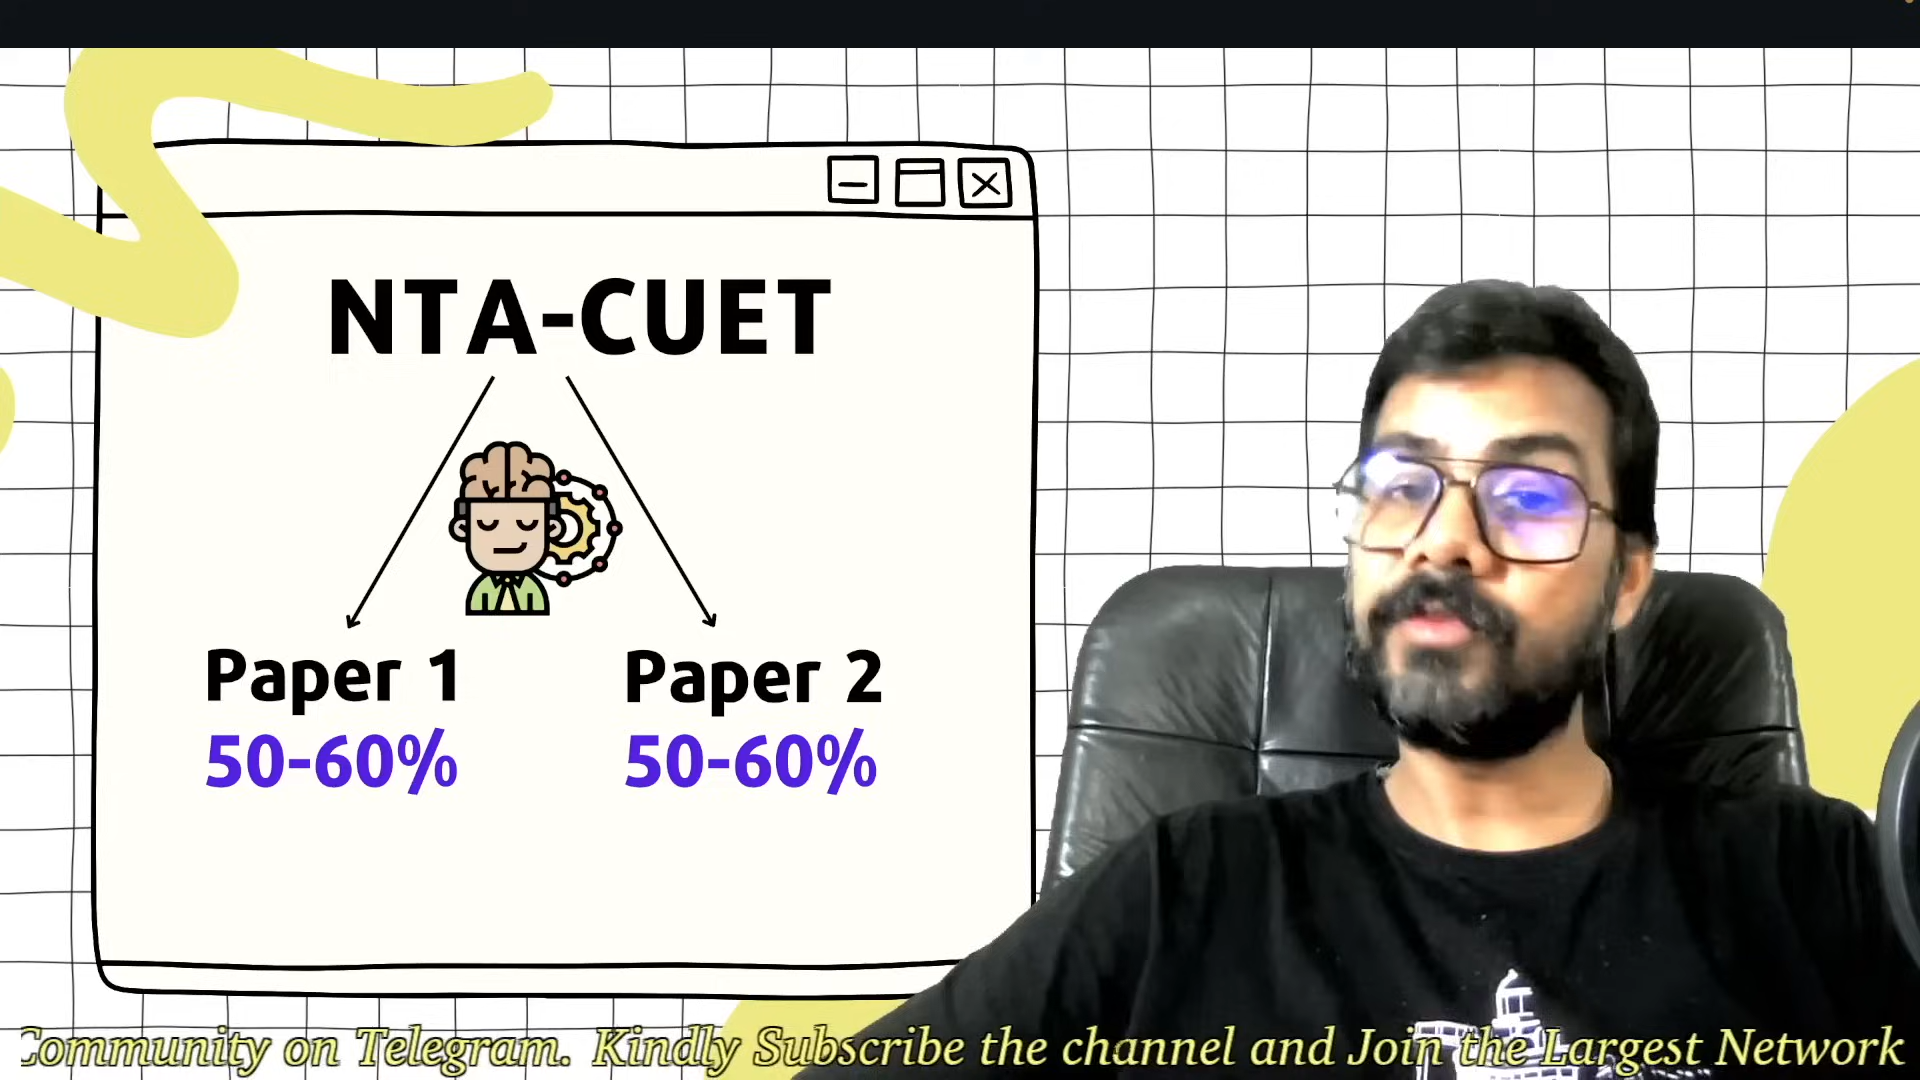 NTA-CUET
Paper 1
Paper 2
50-60%
50-60%
Community on Telegram. Kindly Subscribe the channel and Join the Largest Network